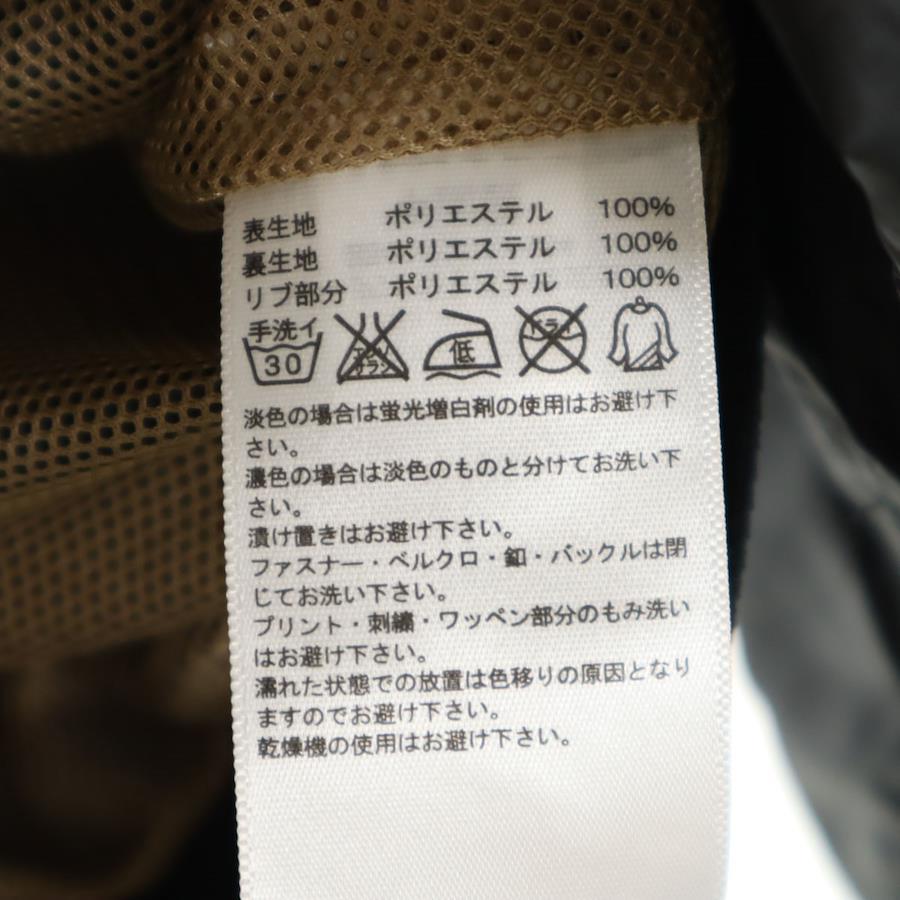 表生地 ポリエステル 100%
裏生地 ポリエステル 100%
リブ部分 ポリエステル 100%
手洗イ
30
エンソ
サラシ
低
ドライ
淡色の場合は蛍光増白剤の使用はお避け下
さい。
濃色の場合は淡色のものと分けてお洗い下
さい。
漬け置きはお避け下さい。
ファスナー・ベルクロ・釦・バックルは閉
じてお洗い下さい。
プリント・刺繍・ワッペン部分のもみ洗い
はお避け下さい。
濡れた状態での放置は色移りの原因となり
ますのでお避け下さい。
乾燥機の使用はお避け下さい。